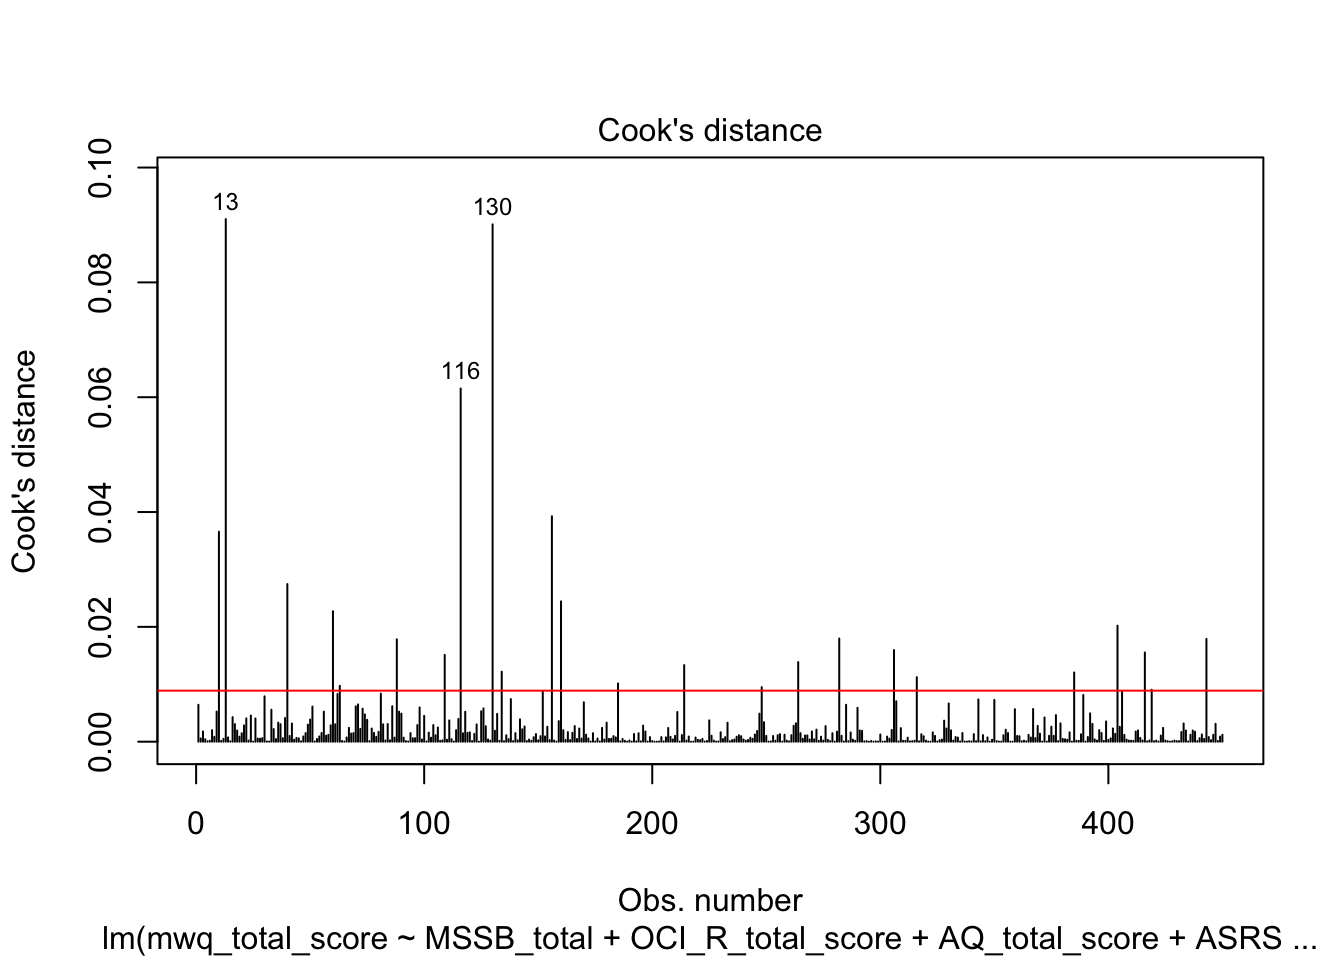 Cook's distance
0.10
0.08
0.06
0.04
0.02
0.00
Cook's distance
13
130
116
0 100 200 300 400
Obs. number
lm(mwq_total_score ~ MSSB_total + OCI_R_total_score + AQ_total_score + ASRS ...